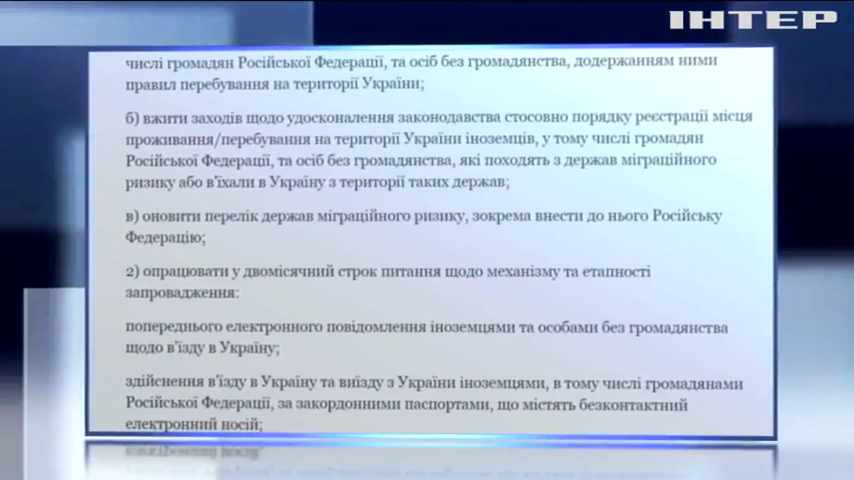 ІНТЕР
числі громадян Російської Федерації, та осіб без громадянства, додержанням ними
правил перебування на території України;
б) вжити заходів щодо удосконалення законодавства стосовно порядку реєстрації місця
проживання/перебування на території України іноземців, у тому числі громадян
Російської Федерації, та осіб без громадянства, які походять з держав міграційного
ризику або в'їхали в Україну з території таких держав;
в) оновити перелік держав міграційного ризику, зокрема внести до нього Російську
Федерацію;
2) опрацювати у двомісячний строк питання щодо механізму та етапності
запровадження:
попереднього електронного повідомлення іноземцями та особами без громадянства
щодо в'їзду в Україну;
здійснення в'їзду в Україну та виїзду з України іноземцями, в тому числі громадянами
Російської Федерації, за закордонними паспортами, що містять безконтактний
електронний носій;